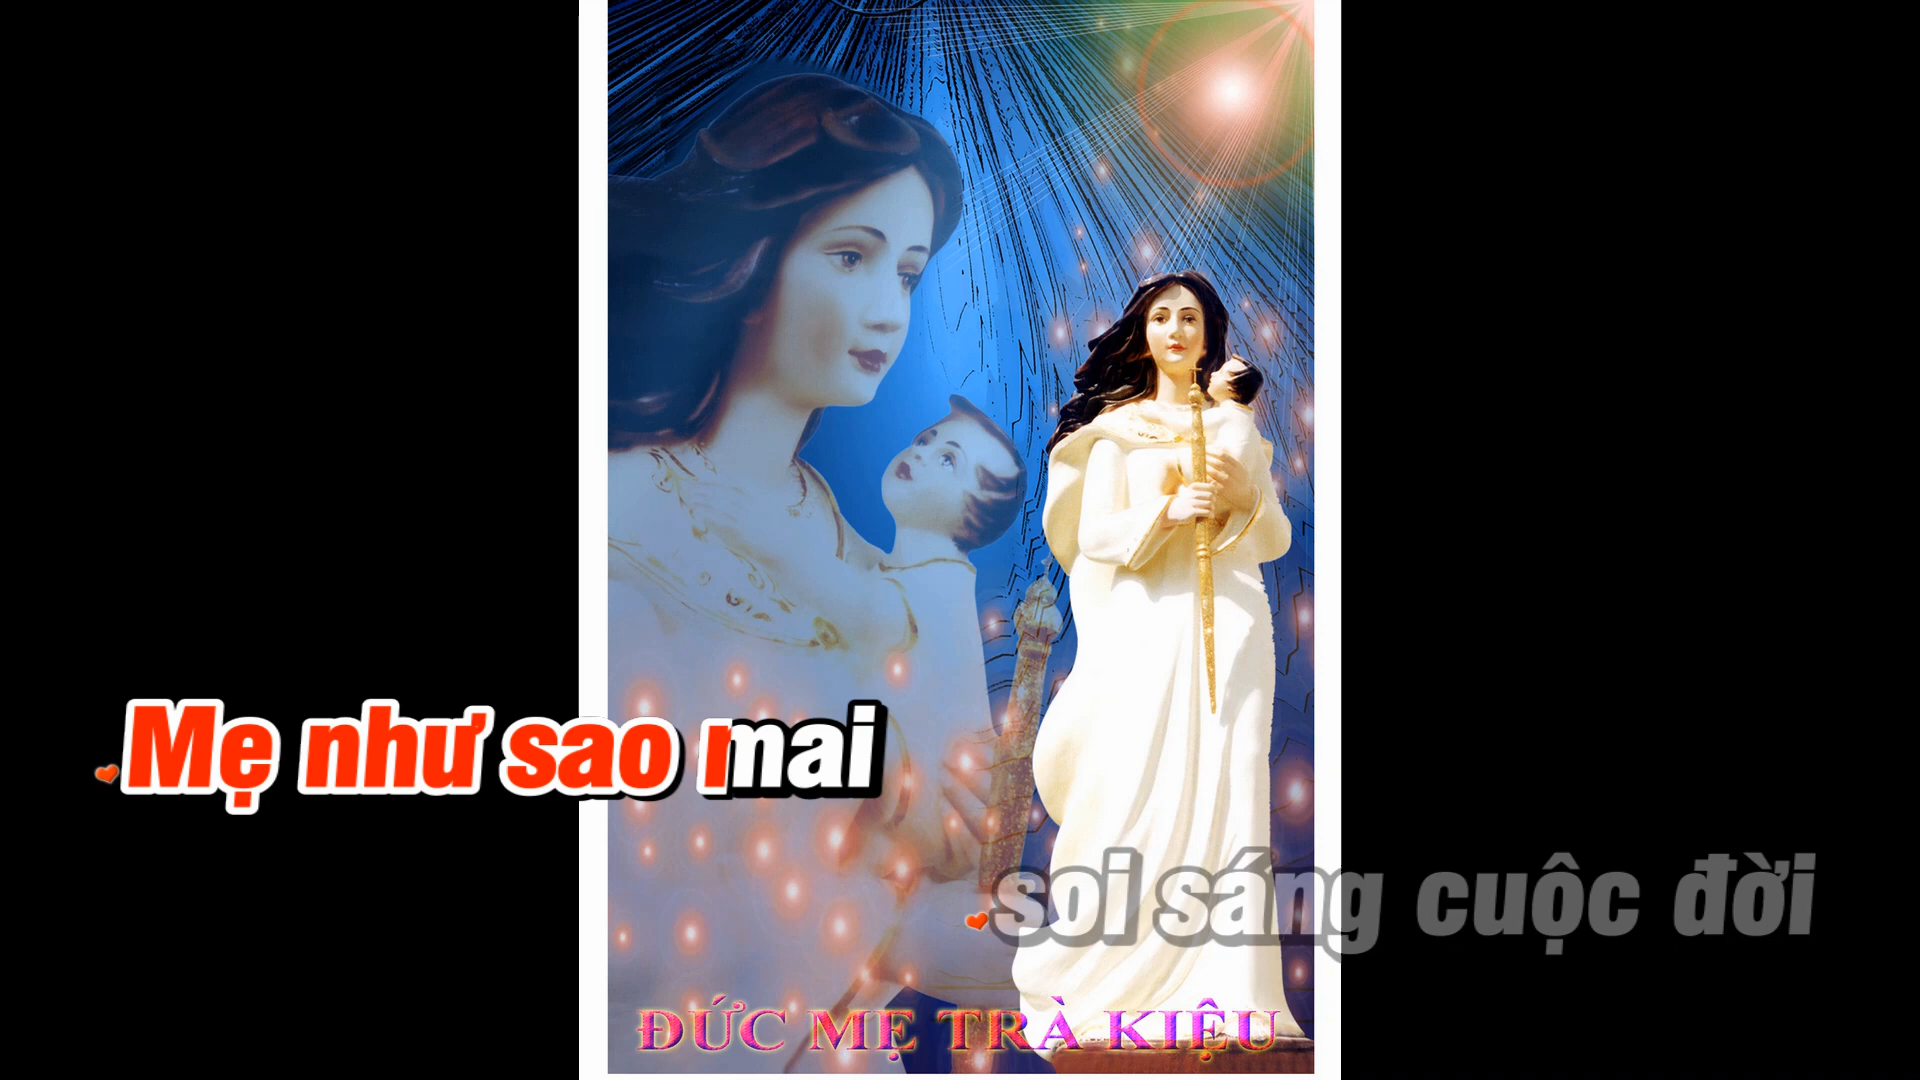 Mẹ như sao mai
soi sáng cuộc đời
ĐỨC MẸ TRÀ KIỆU